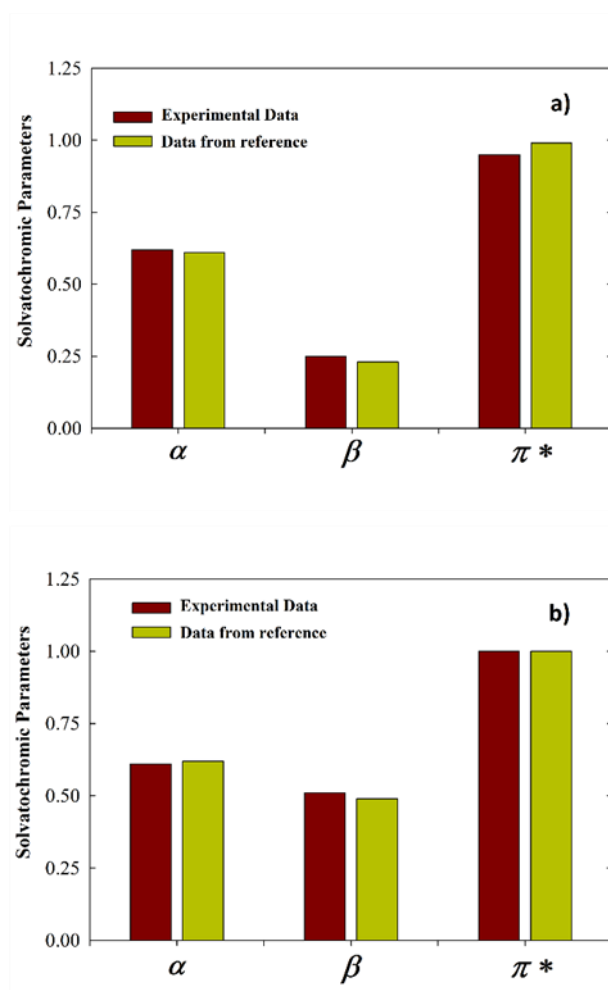 1.25
a)
Experimental Data
Data from reference
1.00
0.75
0.50
0.25
0.00
Solvatochromic Parameters
α β π *
1.25
b)
Experimental Data
Data from reference
1.00
0.75
0.50
0.25
0.00
Solvatochromic Parameters
α β π *